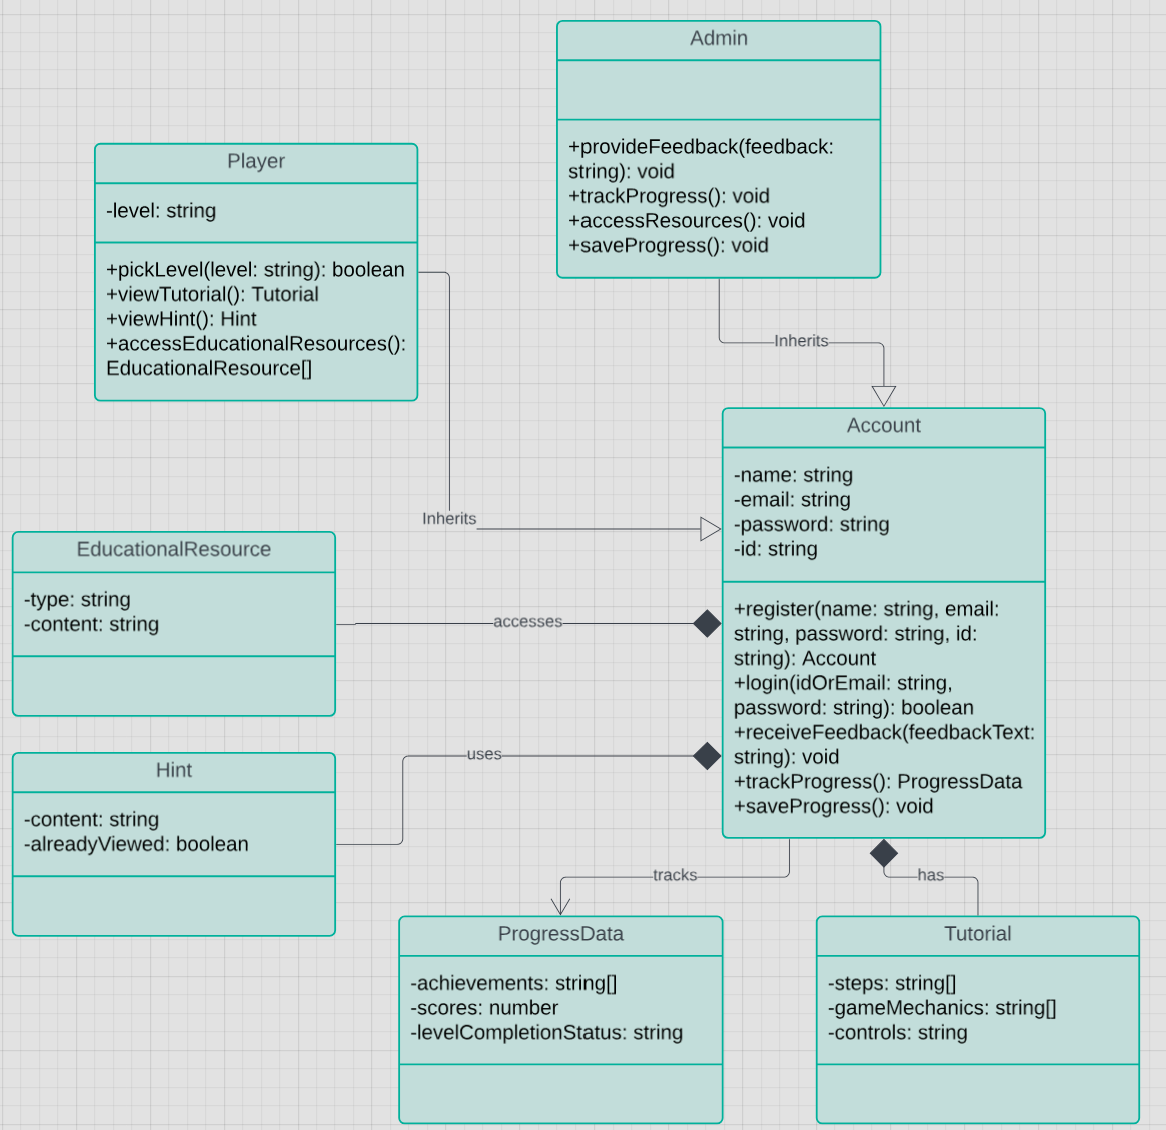 Admin
+provideFeedback(feedback:
string): void
+trackProgress(): void
+accessResources(): void
+saveProgress(): void
Player
-level: string
+pickLevel(level: string): boolean
+viewTutorial(): Tutorial
+viewHint(): Hint
+accessEducationalResources():
EducationalResource[]
Inherits
Inherits
Account
-name: string
-email: string
-password: string
-id: string
+register(name: string, email:
string, password: string, id:
string): Account
+login(idOrEmail: string,
password: string): boolean
+receiveFeedback(feedbackText:
string): void
+trackProgress(): ProgressData
+saveProgress(): void
EducationalResource
-type: string
-content: string
accesses
Hint
-content: string
-alreadyViewed: boolean
uses
tracks
has
ProgressData
-achievements: string[]
-scores: number
-levelCompletionStatus: string
Tutorial
-steps: string[]
-gameMechanics: string[]
-controls: string